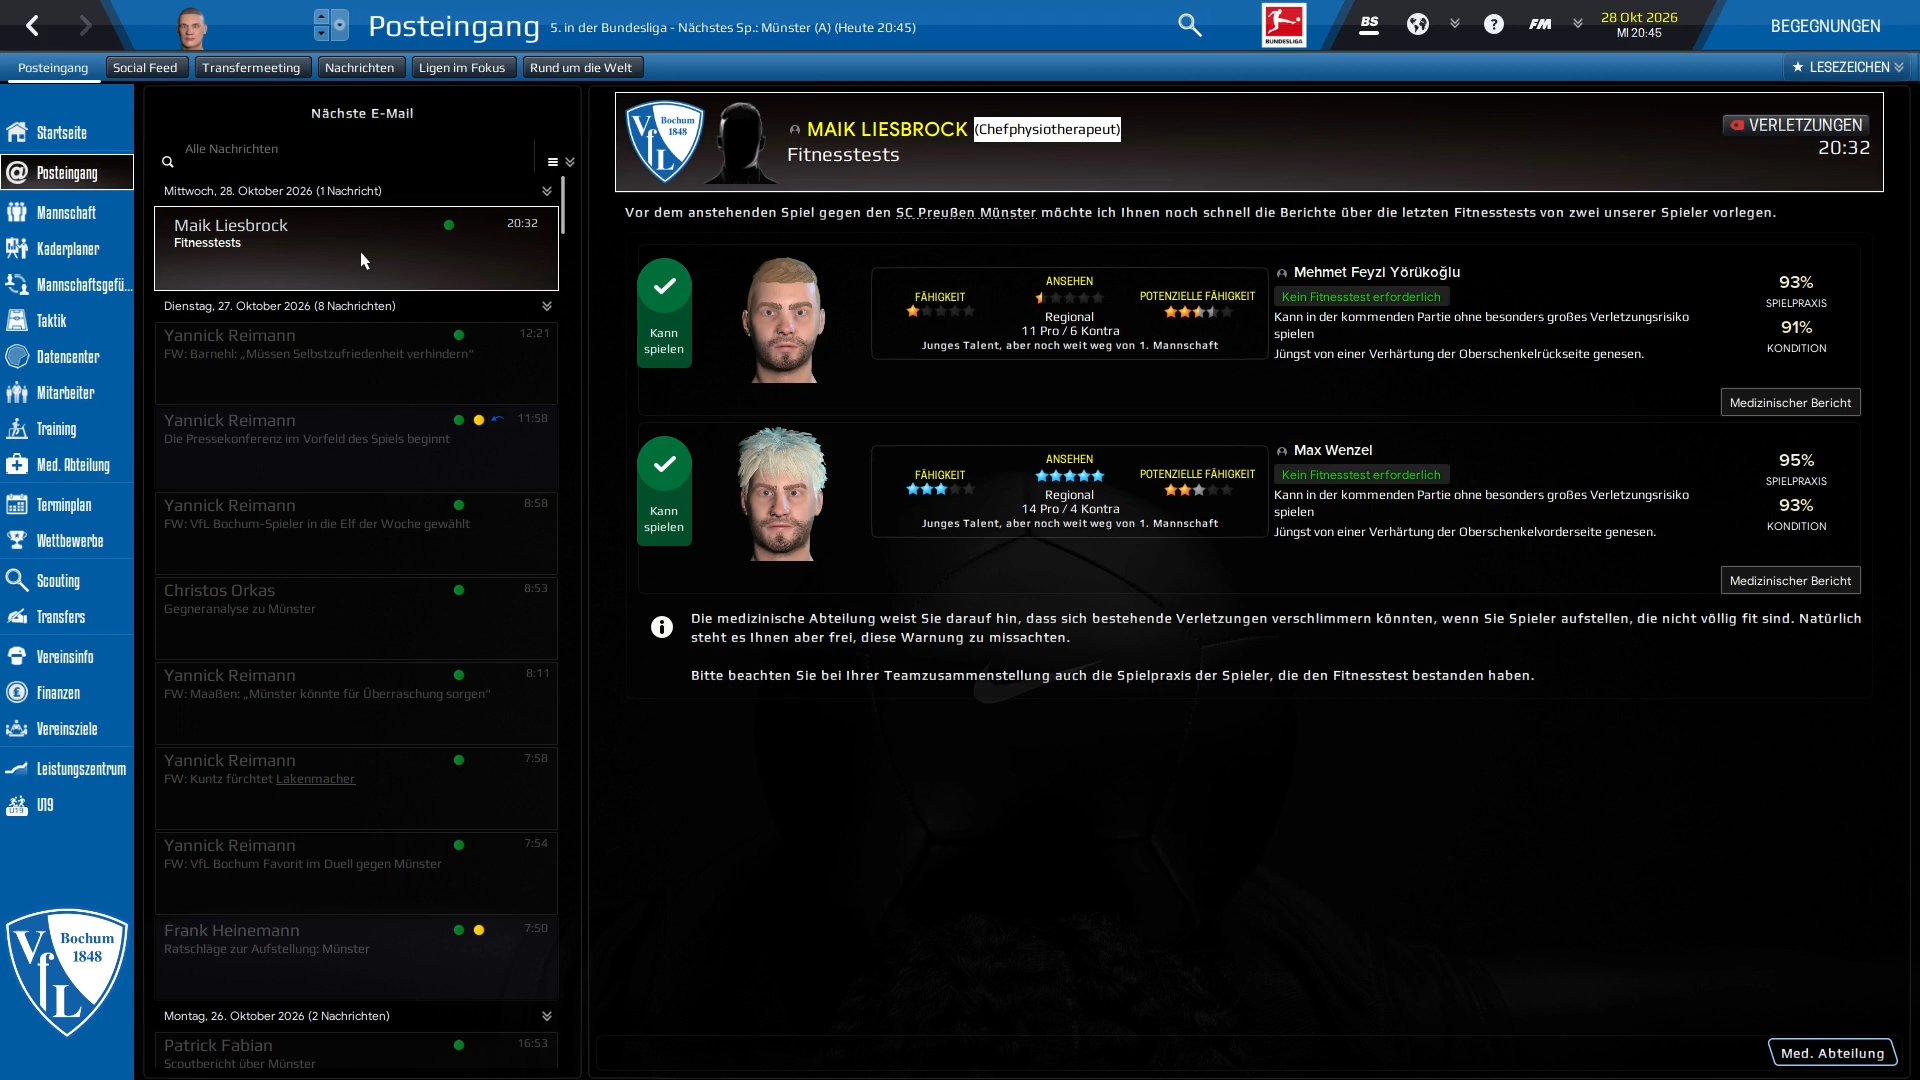 Posteingang
5. in der Bundesliga - Nächstes Sp.: Münster (A) (Heute 20:45)
BUNDESLIGA
BS
?
FM
28 Okt 2026
MI 20:45
BEGEGNUNGEN
Posteingang
Social Feed
Transfermeeting
Nachrichten
Ligen im Fokus
Rund um die Welt
★ LESEZEICHEN
Startseite
Posteingang
Mannschaft
Kaderplaner
Mannschaftsgefü...
Taktik
Datencenter
Mitarbeiter
Training
Med. Abteilung
Terminplan
Wettbewerbe
Scouting
Transfers
Vereinsinfo
Finanzen
Vereinsziele
Leistungszentrum
U19
VfL
Bochum
1848
Nächste E-Mail
Alle Nachrichten
Mittwoch, 28. Oktober 2026 (1 Nachricht)
Maik Liesbrock
20:32
Fitnesstests
Dienstag, 27. Oktober 2026 (8 Nachrichten)
Yannick Reimann
12:21
FW: Barnehl: „Müssen Selbstzufriedenheit verhindern“
Yannick Reimann
11:58
Die Pressekonferenz im Vorfeld des Spiels beginnt
Yannick Reimann
8:58
FW: VfL Bochum-Spieler in die Elf der Woche gewählt
Christos Orkas
8:53
Gegneranalyse zu Münster
Yannick Reimann
8:11
FW: Maaßen: „Münster könnte für Überraschung sorgen“
Yannick Reimann
7:58
FW: Kuntz fürchtet Lakenmacher
Yannick Reimann
7:54
FW: VfL Bochum Favorit im Duell gegen Münster
Frank Heinemann
7:50
Ratschläge zur Aufstellung: Münster
Montag, 26. Oktober 2026 (2 Nachrichten)
Patrick Fabian
16:53
Scoutbericht über Münster
VfL
Bochum
1848
MAIK LIESBROCK (Chefphysiotherapeut)
Fitnesstests
VERLETZUNGEN
20:32
Vor dem anstehenden Spiel gegen den SC Preußen Münster möchte ich Ihnen noch schnell die Berichte über die letzten Fitnesstests von zwei unserer Spieler vorlegen.
Kann
spielen
FÄHIGKEIT
ANSEHEN
Regional
11 Pro / 6 Kontra
POTENZIELLE FÄHIGKEIT
Junges Talent, aber noch weit weg von 1. Mannschaft
Mehmet Feyzi Yörükoğlu
Kein Fitnesstest erforderlich
Kann in der kommenden Partie ohne besonders großes Verletzungsrisiko
spielen
Jüngst von einer Verhärtung der Oberschenkelrückseite genesen.
93%
SPIELPRAXIS
91%
KONDITION
Medizinischer Bericht
Kann
spielen
FÄHIGKEIT
ANSEHEN
Regional
14 Pro / 4 Kontra
POTENZIELLE FÄHIGKEIT
Junges Talent, aber noch weit weg von 1. Mannschaft
Max Wenzel
Kein Fitnesstest erforderlich
Kann in der kommenden Partie ohne besonders großes Verletzungsrisiko
spielen
Jüngst von einer Verhärtung der Oberschenkelvorderseite genesen.
95%
SPIELPRAXIS
93%
KONDITION
Medizinischer Bericht
Die medizinische Abteilung weist Sie darauf hin, dass sich bestehende Verletzungen verschlimmern könnten, wenn Sie Spieler aufstellen, die nicht völlig fit sind. Natürlich
steht es Ihnen aber frei, diese Warnung zu missachten.
Bitte beachten Sie bei Ihrer Teamzusammenstellung auch die Spielpraxis der Spieler, die den Fitnesstest bestanden haben.
Med. Abteilung